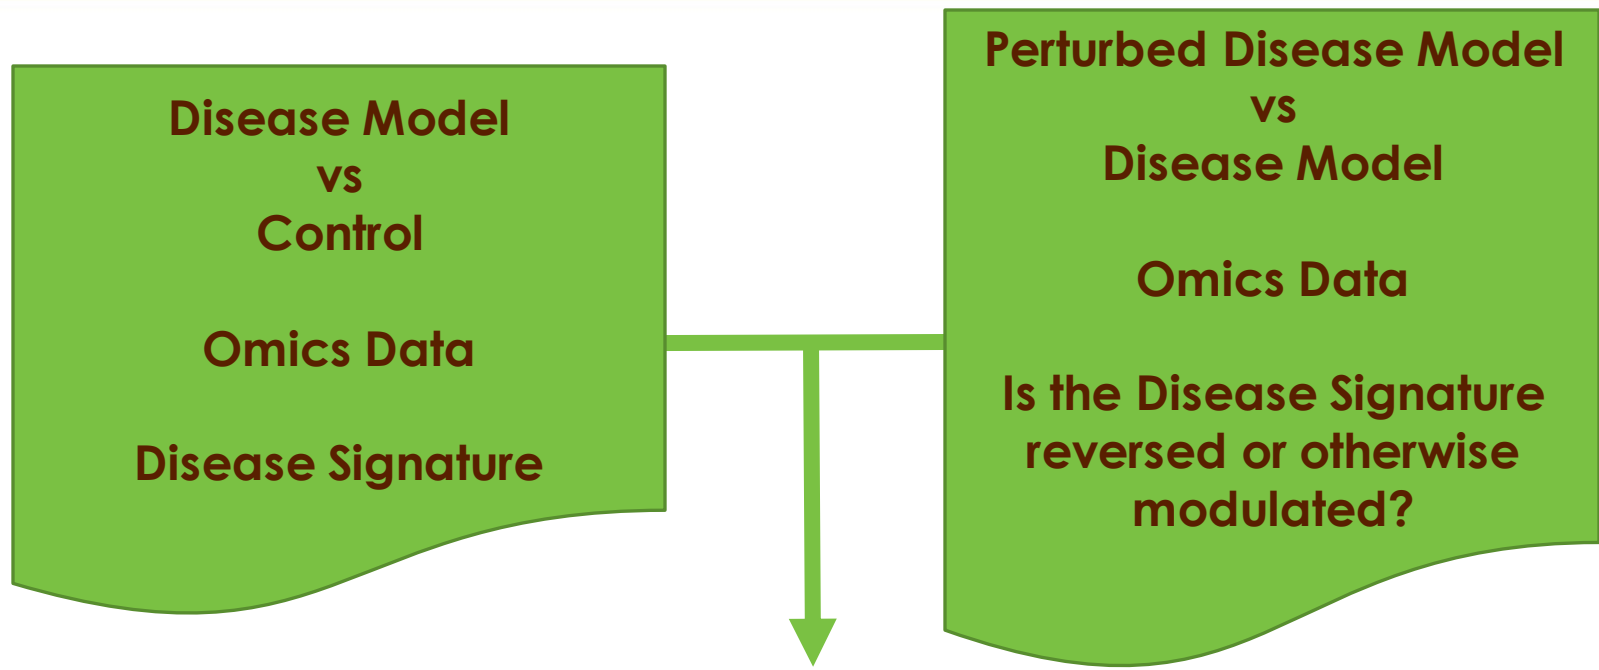 Disease Model
vs
Control
Omics Data
Disease Signature
Perturbed Disease Model
vs
Disease Model
Omics Data
Is the Disease Signature
reversed or otherwise
modulated?